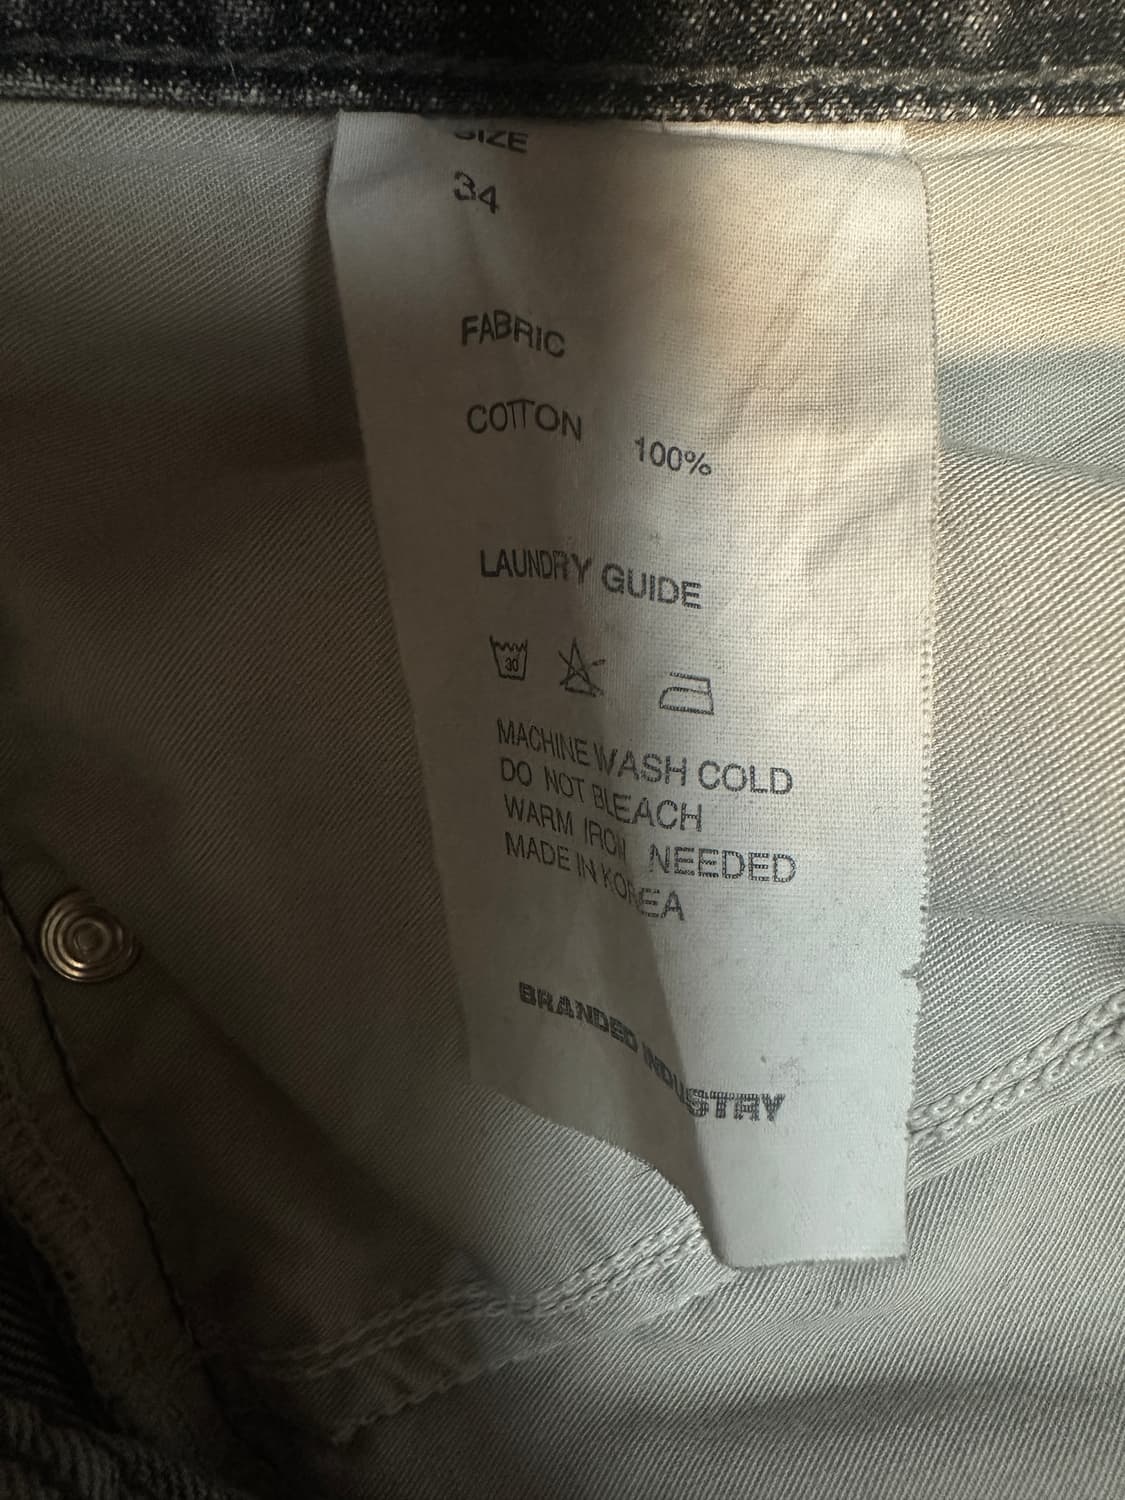 SIZE
34
FABRIC
COTTON 100%
LAUNDRY GUIDE
30
MACHINE WASH COLD
DO NOT BLEACH
WARM IRON NEEDED
MADE IN KOREA
BRANDED INDUSTRY